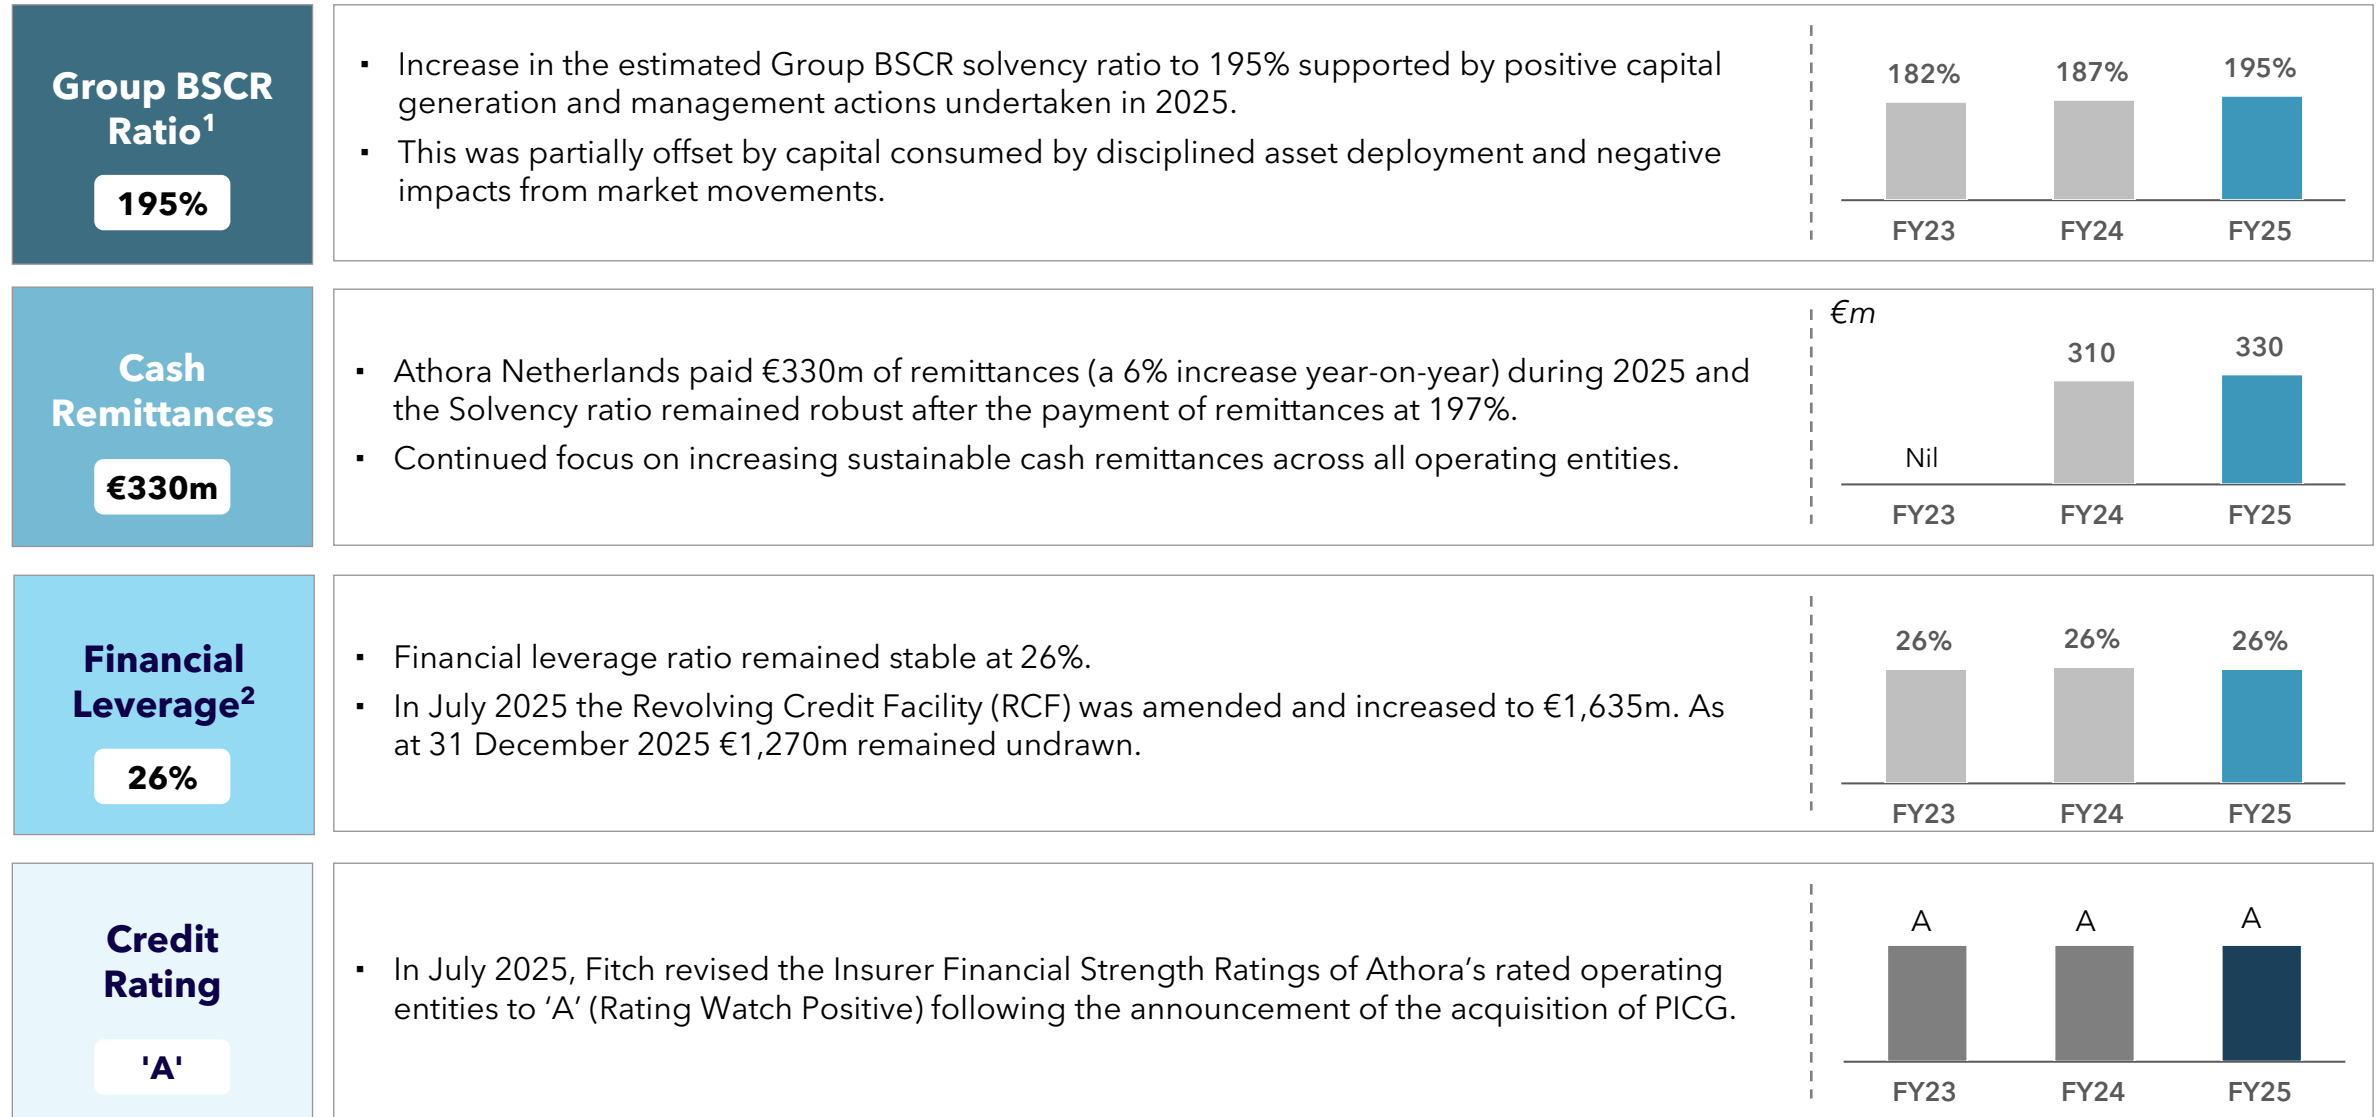 Group BSCR
Ratio¹
195%
▪ Increase in the estimated Group BSCR solvency ratio to 195% supported by positive capital
generation and management actions undertaken in 2025.
▪ This was partially offset by capital consumed by disciplined asset deployment and negative
impacts from market movements.
182% 187% 195%
FY23 FY24 FY25
Cash
Remittances
€330m
▪ Athora Netherlands paid €330m of remittances (a 6% increase year-on-year) during 2025 and
the Solvency ratio remained robust after the payment of remittances at 197%.
▪ Continued focus on increasing sustainable cash remittances across all operating entities.
€m
Nil 310 330
FY23 FY24 FY25
Financial
Leverage²
26%
▪ Financial leverage ratio remained stable at 26%.
▪ In July 2025 the Revolving Credit Facility (RCF) was amended and increased to €1,635m. As
at 31 December 2025 €1,270m remained undrawn.
26% 26% 26%
FY23 FY24 FY25
Credit
Rating
'A'
▪ In July 2025, Fitch revised the Insurer Financial Strength Ratings of Athora’s rated operating
entities to ‘A’ (Rating Watch Positive) following the announcement of the acquisition of PICG.
A A A
FY23 FY24 FY25